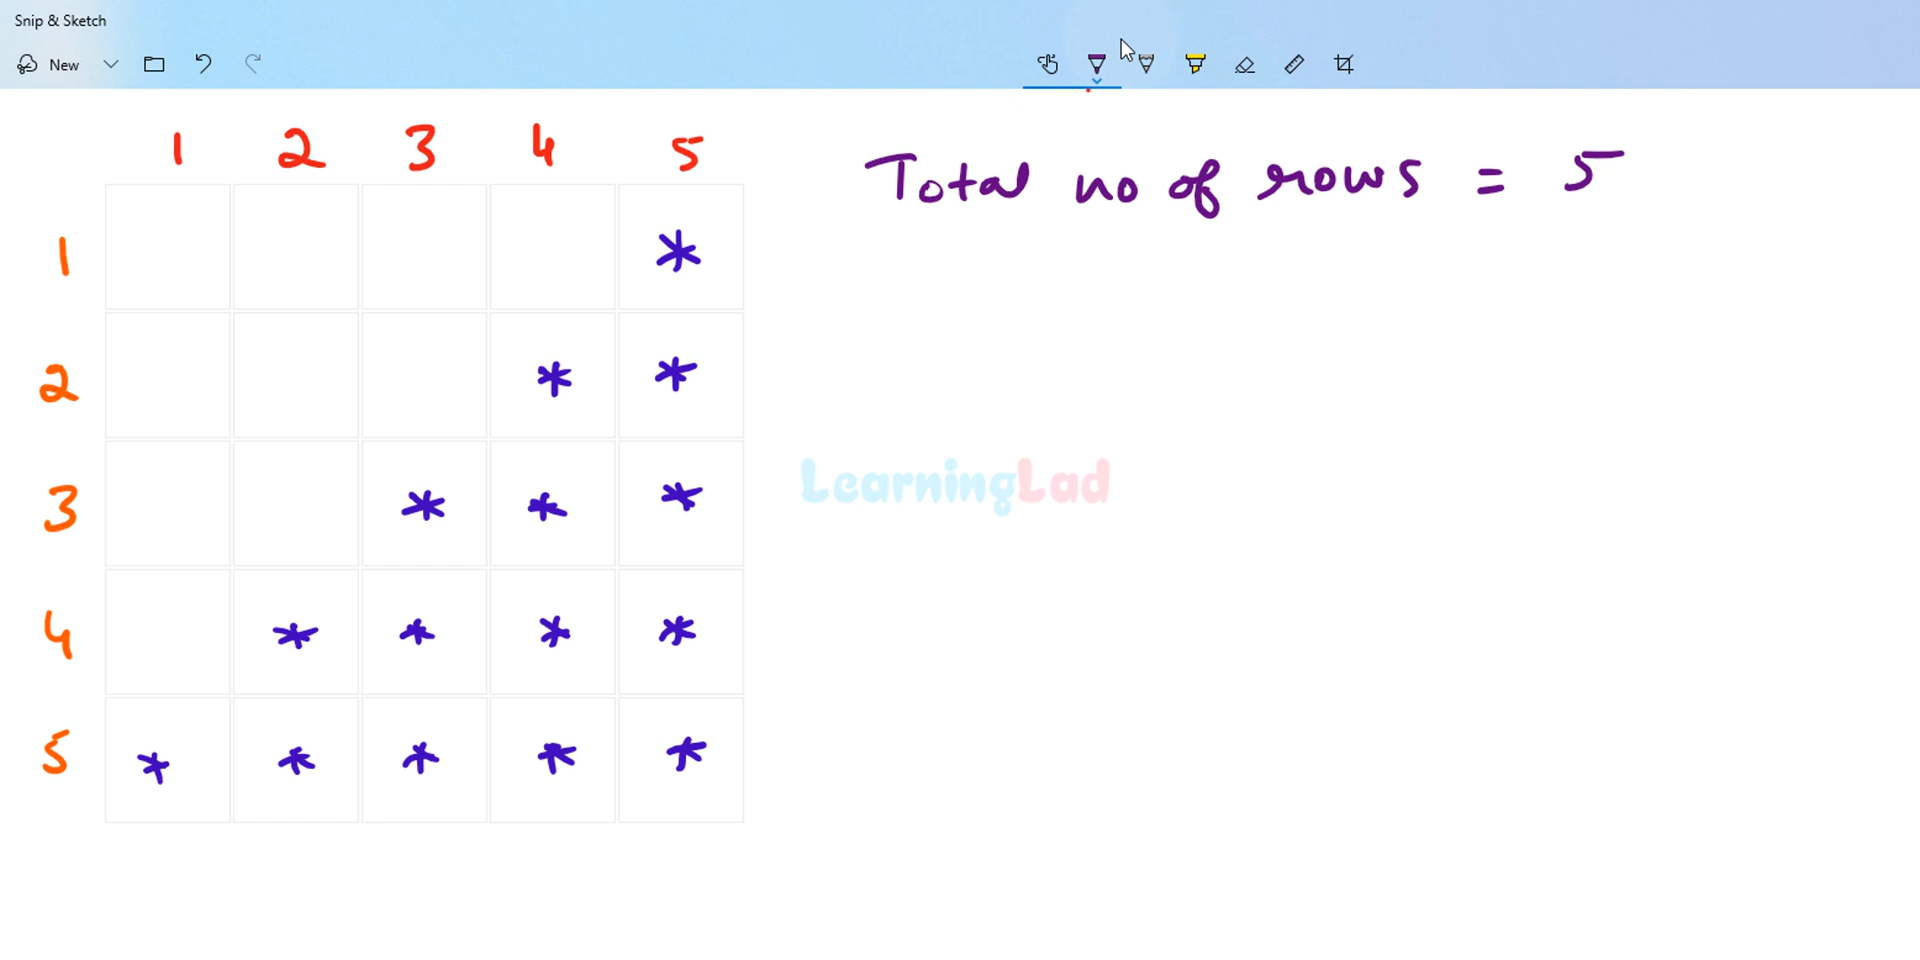 Snip & Sketch
New
1 2 3 4 5
Total no of rows = 5
1 *
2 * *
3 * * *
LearningLad
4 * * * *
5 * * * * *